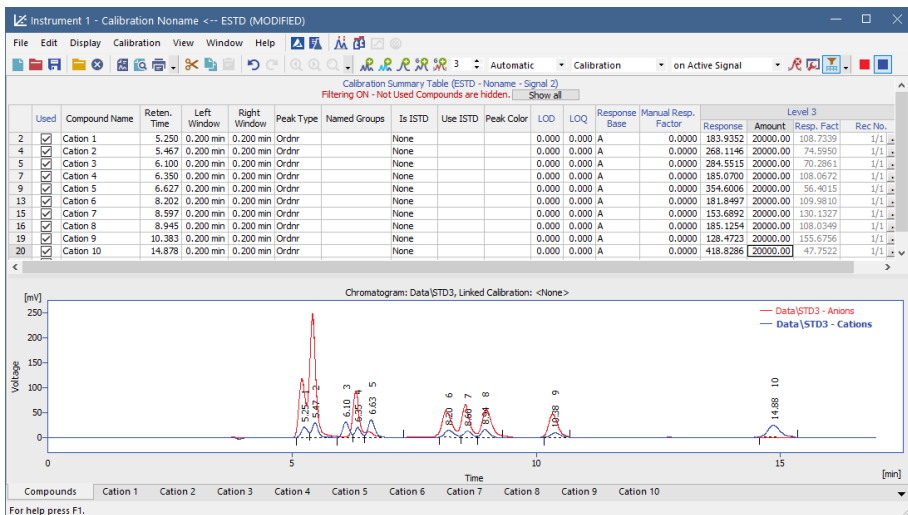 Instrument 1 - Calibration Noname <-- ESTD (MODIFIED)
File Edit Display Calibration View Window Help
3 Automatic Calibration on Active Signal
Calibration Summary Table (ESTD - Noname - Signal 2)
Filtering ON - Not Used Compounds are hidden. Show all
Used Compound Name Reten. Time Left Window Right Window Peak Type Named Groups Is ISTD Use ISTD Peak Color LOD LOQ Response Base Manual Resp. Factor Level 3
Response Amount Resp. Fact Rec No.
2 Cation 1 5.250 0.200 min 0.200 min Ordnr None 0.000 0.000 A 0.0000 183.9352 20000.00 108.7339 1/1
4 Cation 2 5.467 0.200 min 0.200 min Ordnr None 0.000 0.000 A 0.0000 268.1146 20000.00 74.5950 1/1
5 Cation 3 6.100 0.200 min 0.200 min Ordnr None 0.000 0.000 A 0.0000 284.5515 20000.00 70.2861 1/1
7 Cation 4 6.350 0.200 min 0.200 min Ordnr None 0.000 0.000 A 0.0000 185.0700 20000.00 108.0672 1/1
9 Cation 5 6.627 0.200 min 0.200 min Ordnr None 0.000 0.000 A 0.0000 354.6006 20000.00 56.4015 1/1
13 Cation 6 8.202 0.200 min 0.200 min Ordnr None 0.000 0.000 A 0.0000 181.8497 20000.00 109.9810 1/1
15 Cation 7 8.597 0.200 min 0.200 min Ordnr None 0.000 0.000 A 0.0000 153.6892 20000.00 130.1327 1/1
16 Cation 8 8.945 0.200 min 0.200 min Ordnr None 0.000 0.000 A 0.0000 185.1254 20000.00 108.0349 1/1
19 Cation 9 10.383 0.200 min 0.200 min Ordnr None 0.000 0.000 A 0.0000 128.4723 20000.00 155.6756 1/1
20 Cation 10 14.878 0.200 min 0.200 min Ordnr None 0.000 0.000 A 0.0000 418.8286 20000.00 47.7522 1/1
Chromatogram: Data\STD3, Linked Calibration: <None>
[mV]
Data\STD3 - Anions
Data\STD3 - Cations
250
200
150
100
50
0
Voltage
5.25 1
5.47 2
6.10 3
6.35 4
6.63 5
8.20 6
8.60 7
8.94 8
10.38 9
14.88 10
0 5 10 15
Time
[min]
Compounds Cation 1 Cation 2 Cation 3 Cation 4 Cation 5 Cation 6 Cation 7 Cation 8 Cation 9 Cation 10
For help press F1.